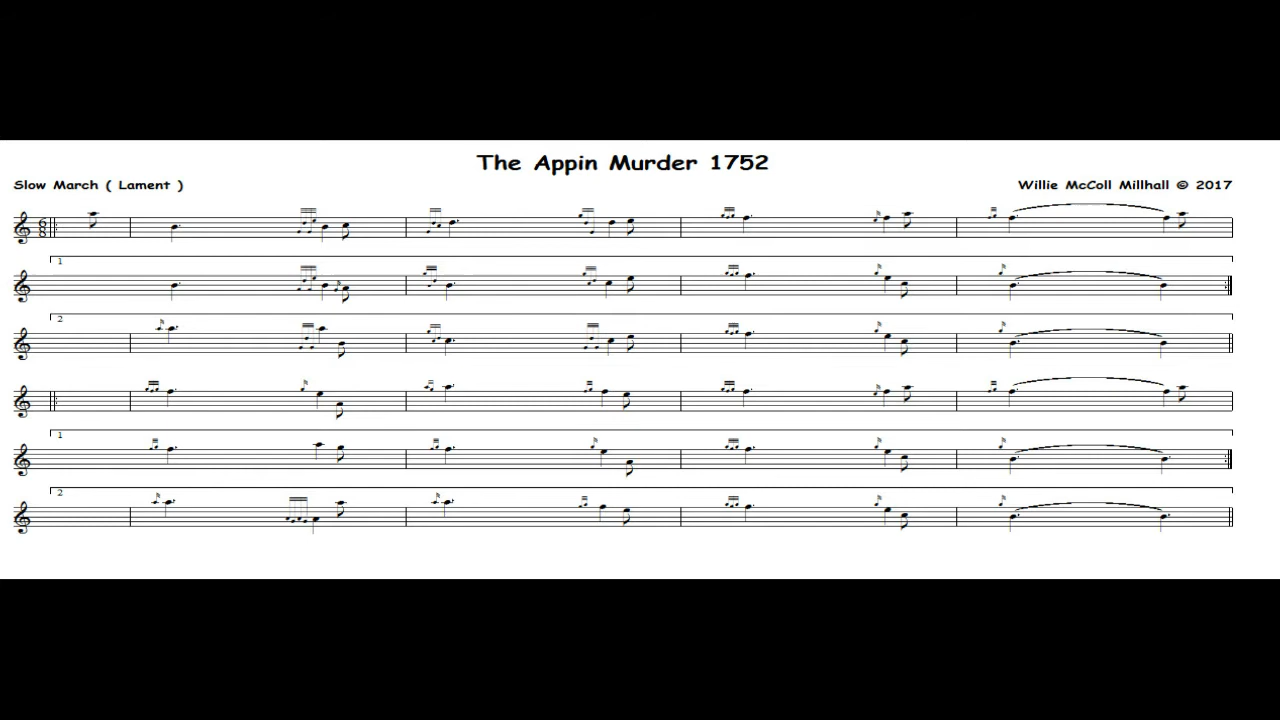 The Appin Murder 1752
Slow March ( Lament )
Willie McColl Millhall © 2017
6
8
1
2
1
2